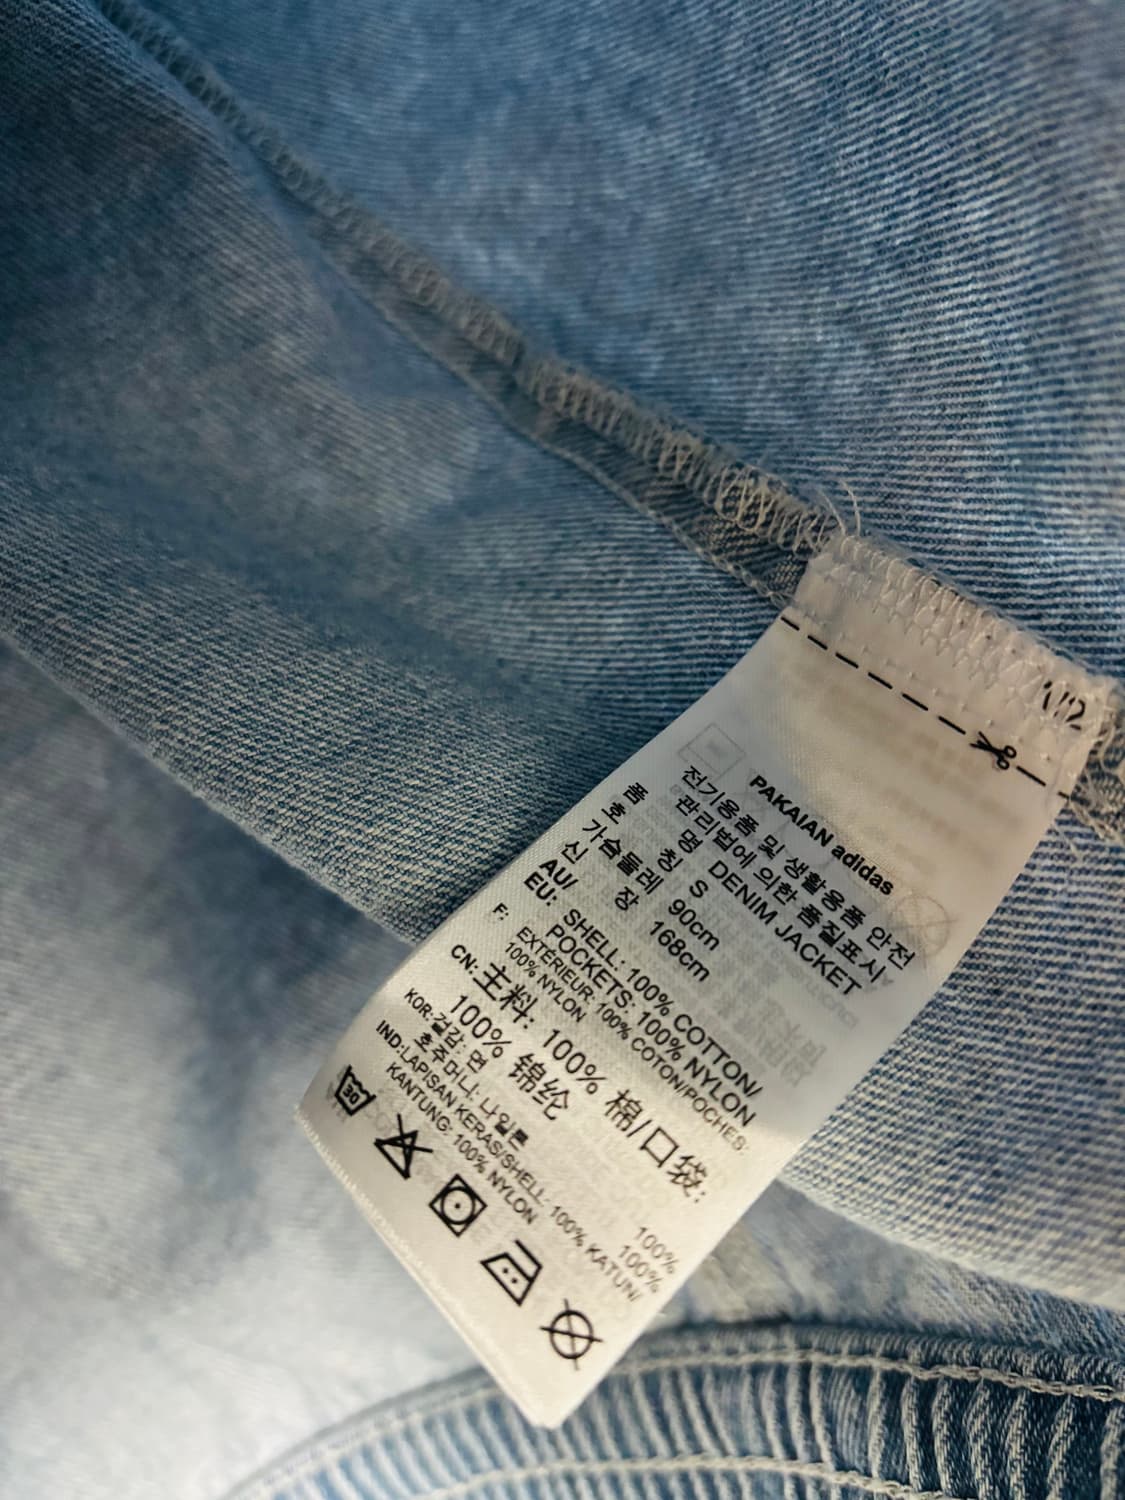 V12
PAKAIAN adidas
전기용품 및 생활용품 안전
관리법에 의한 품질표시
품 명 DENIM JACKET
호 칭 S
가슴둘레 90cm
신 장 168cm
AU/
EU: SHELL: 100% COTTON/
POCKETS: 100% NYLON
F: EXTÉRIEUR: 100% COTON/POCHES:
100% NYLON
CN:主料: 100% 棉/口袋:
100% 锦纶
KOR:겉감: 면 100%
호주머니: 나일론 100%
IND:LAPISAN KERAS/SHELL: 100% KATUN/
KANTUNG: 100% NYLON
30